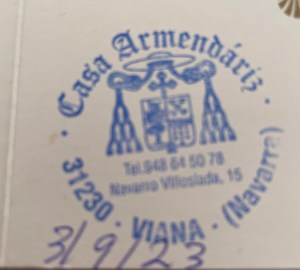 Casa Armendáriz
Tel.948 64 50 78
Navarro Villoslada, 15
31230 · VIANA · (Navarra)
3/9/23